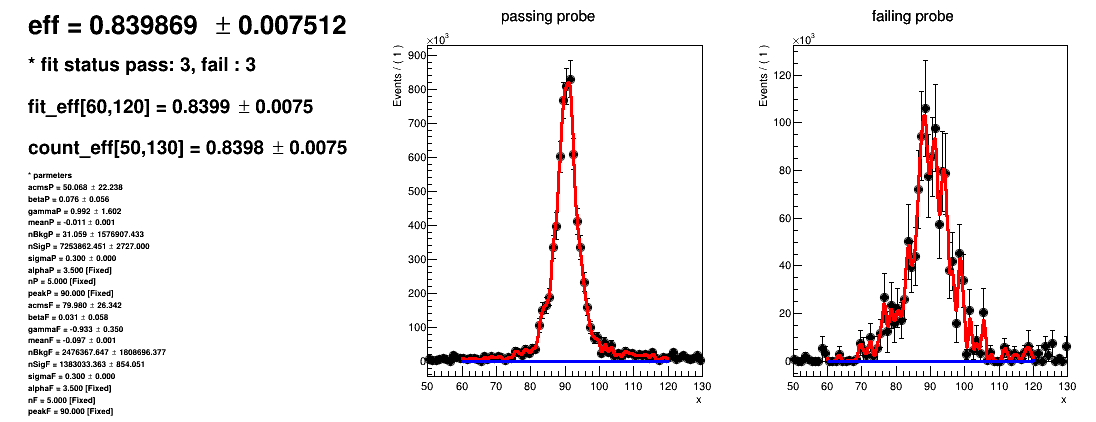 eff = 0.839869 ± 0.007512
* fit status pass: 3, fail : 3
fit_eff[60,120] = 0.8399 ± 0.0075
count_eff[50,130] = 0.8398 ± 0.0075
* parmeters
acmsP = 50.068 ± 22.238
betaP = 0.076 ± 0.056
gammaP = 0.992 ± 1.602
meanP = -0.011 ± 0.001
nBkgP = 31.059 ± 1576907.433
nSigP = 7253862.451 ± 2727.000
sigmaP = 0.300 ± 0.000
alphaP = 3.500 [Fixed]
nP = 5.000 [Fixed]
peakP = 90.000 [Fixed]
acmsF = 79.980 ± 26.342
betaF = 0.031 ± 0.058
gammaF = -0.933 ± 0.350
meanF = -0.097 ± 0.001
nBkgF = 2476367.647 ± 1808696.377
nSigF = 1383033.363 ± 854.051
sigmaF = 0.300 ± 0.000
alphaF = 3.500 [Fixed]
nF = 5.000 [Fixed]
peakF = 90.000 [Fixed]
passing probe
×10³
Events / ( 1 )
900
800
700
600
500
400
300
200
100
0
50 60 70 80 90 100 110 120 130
x
failing probe
×10³
Events / ( 1 )
120
100
80
60
40
20
0
50 60 70 80 90 100 110 120 130
x